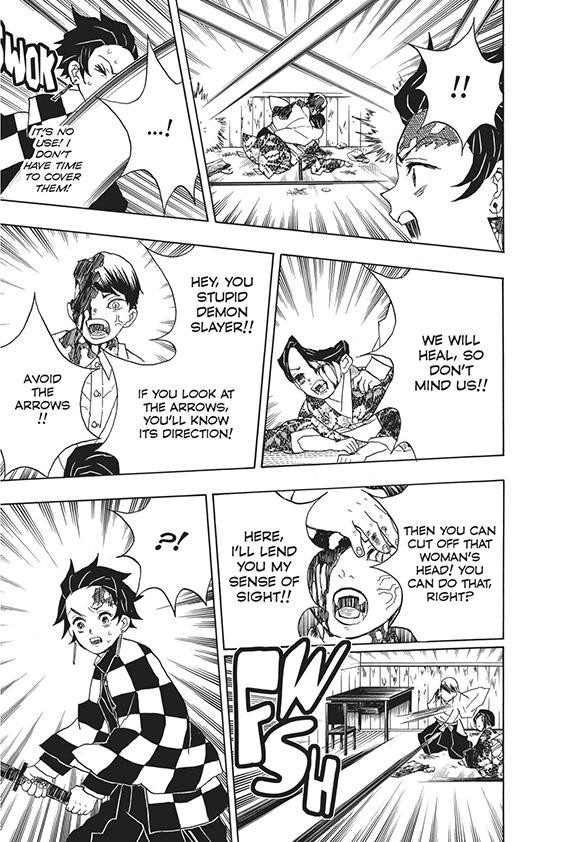 !!
...!
TWOK
IT'S NO
USE! I
DON'T
HAVE TIME
TO COVER
THEM!
WE WILL
HEAL, SO
DON'T
MIND US!!
HEY, YOU
STUPID
DEMON
SLAYER!!
IF YOU LOOK AT
THE ARROWS,
YOU'LL KNOW
ITS DIRECTION!
AVOID
THE
ARROWS
!!
THEN YOU CAN
CUT OFF THAT
WOMAN'S
HEAD! YOU
CAN DO THAT,
RIGHT?
HERE,
I'LL LEND
YOU MY
SENSE OF
SIGHT!!
FWSH
?!